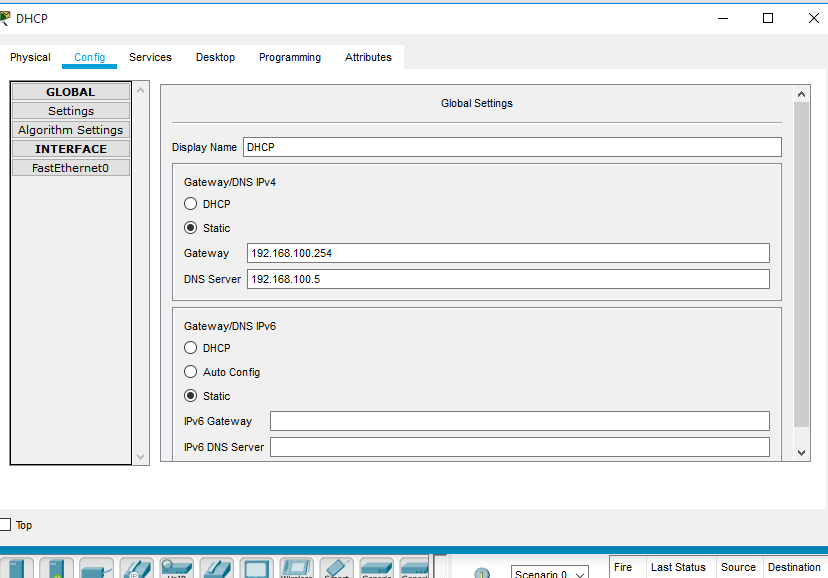 DHCP
Physical Config Services Desktop Programming Attributes
GLOBAL
Settings
Algorithm Settings
INTERFACE
FastEthernet0
Global Settings
Display Name DHCP
Gateway/DNS IPv4
DHCP
Static
Gateway 192.168.100.254
DNS Server 192.168.100.5
Gateway/DNS IPv6
DHCP
Auto Config
Static
IPv6 Gateway
IPv6 DNS Server
Top
Scenario 0
Fire Last Status Source Destination